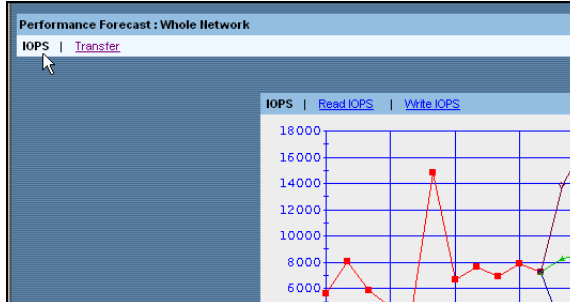 Performance Forecast : Whole Network
IOPS | Transfer
IOPS | Read IOPS | Write IOPS
18000
16000
14000
12000
10000
8000
6000